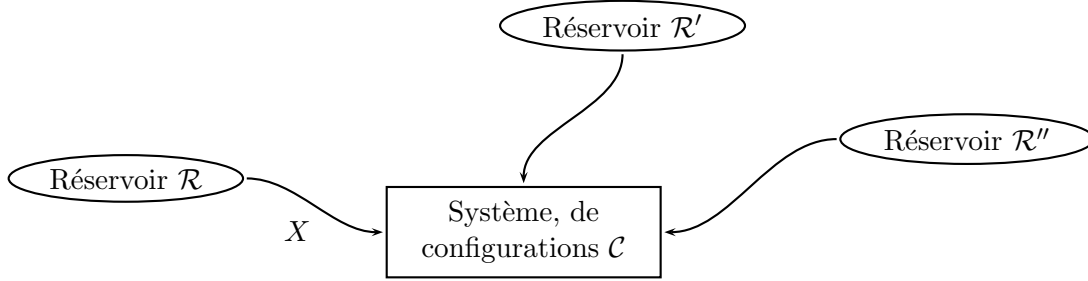 Réservoir ℛ′
Réservoir ℛ″
Réservoir ℛ
X
Système, de
configurations 𝒞